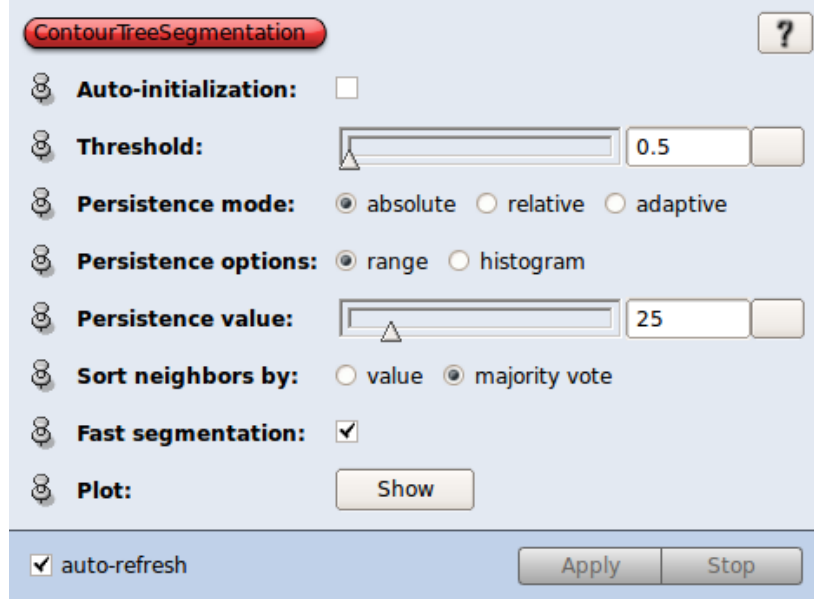 ContourTreeSegmentation ?
Auto-initialization:
Threshold: 0.5
Persistence mode: absolute relative adaptive
Persistence options: range histogram
Persistence value: 25
Sort neighbors by: value majority vote
Fast segmentation:
Plot: Show
auto-refresh Apply Stop